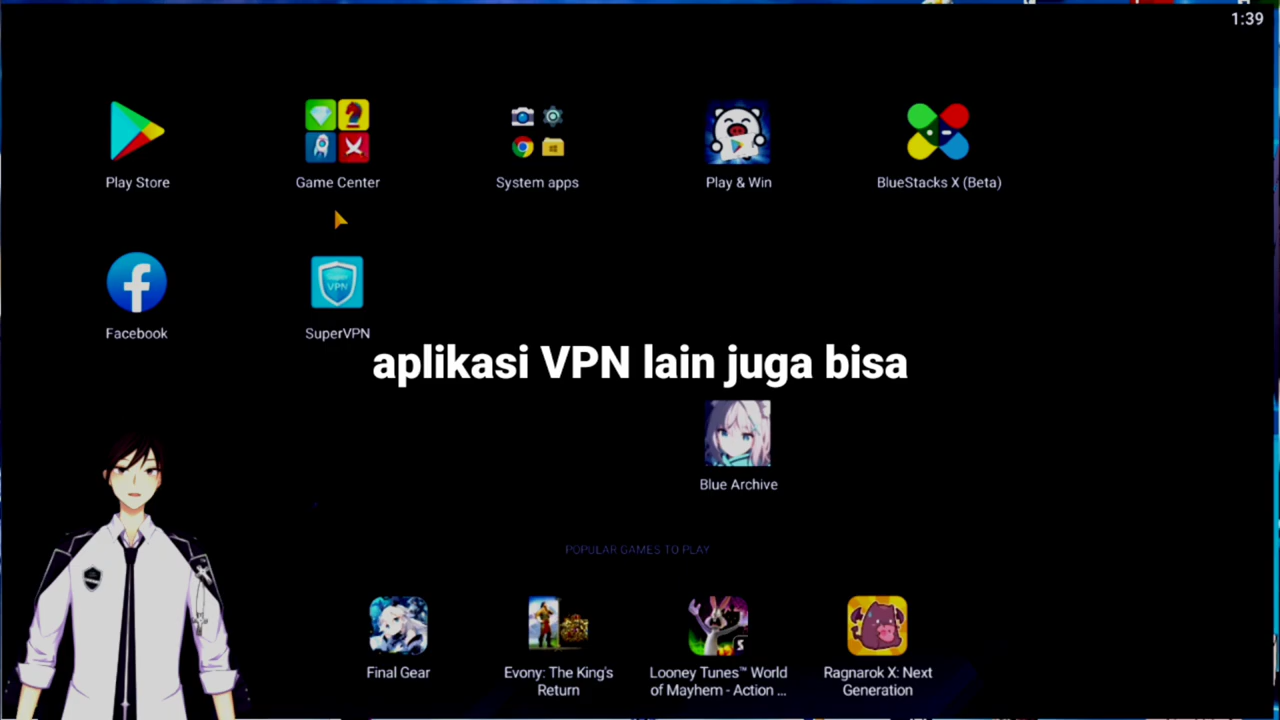 1:39
Play Store
Game Center
System apps
Play & Win
BlueStacks X (Beta)
Facebook
Super
VPN
SuperVPN
aplikasi VPN lain juga bisa
Blue Archive
POPULAR GAMES TO PLAY
Final Gear
Evony: The King's
Return
Looney Tunes™ World
of Mayhem - Action ...
Ragnarok X: Next
Generation